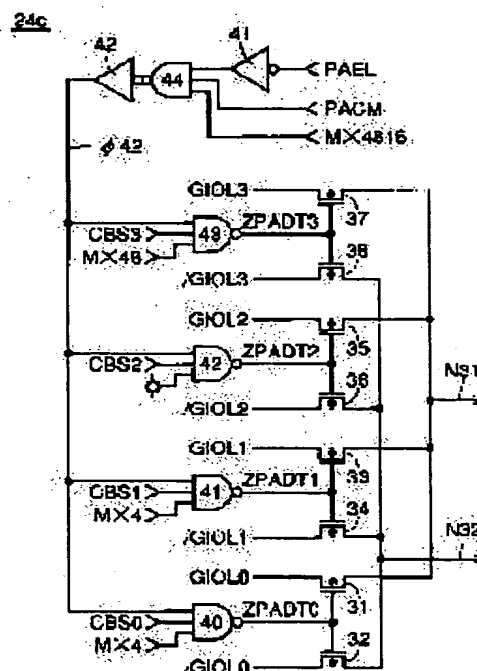 24c
42
41
44
PAEL
PACM
MX4816
φ42
GIOL3
37
CBS3
MX48
43
ZPADT3
38
/GIOL3
GIOL2
35
CBS2
42
ZPADT2
36
/GIOL2
N31
GIOL1
33
CBS1
MX4
41
ZPADT1
34
/GIOL1
N32
GIOL0
31
CBS0
MX4
40
ZPADT0
32
/GIOL0